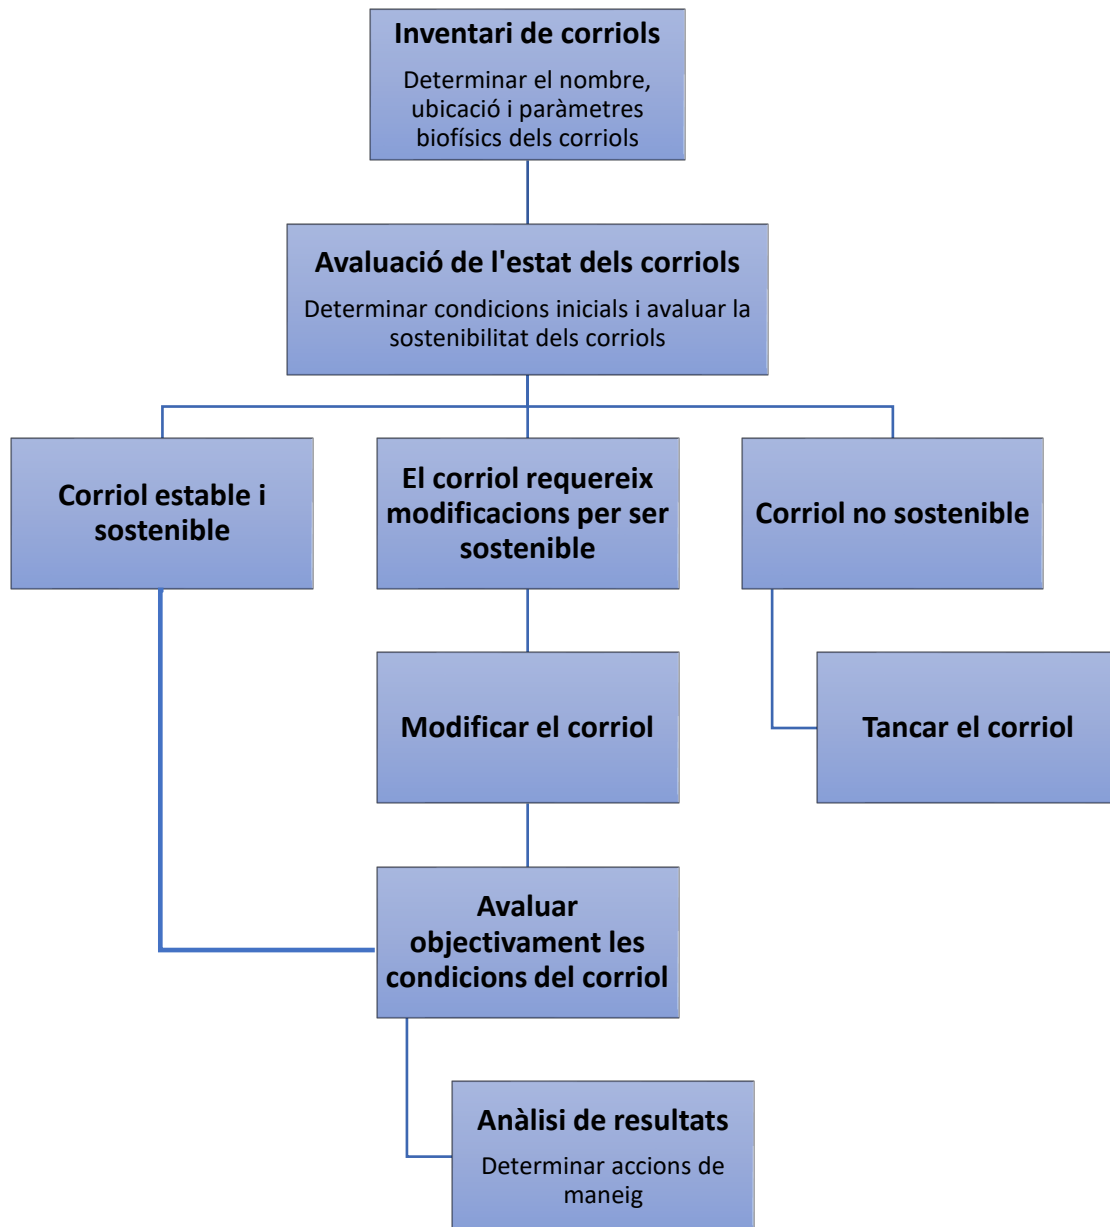 Inventari de corriols
Determinar el nombre,
ubicació i paràmetres
biofísics dels corriols
Avaluació de l'estat dels corriols
Determinar condicions inicials i avaluar la
sostenibilitat dels corriols
Corriol estable i
sostenible
El corriol requereix
modificacions per ser
sostenible
Corriol no sostenible
Modificar el corriol
Tancar el corriol
Avaluar
objectivament les
condicions del corriol
Anàlisi de resultats
Determinar accions de
maneig